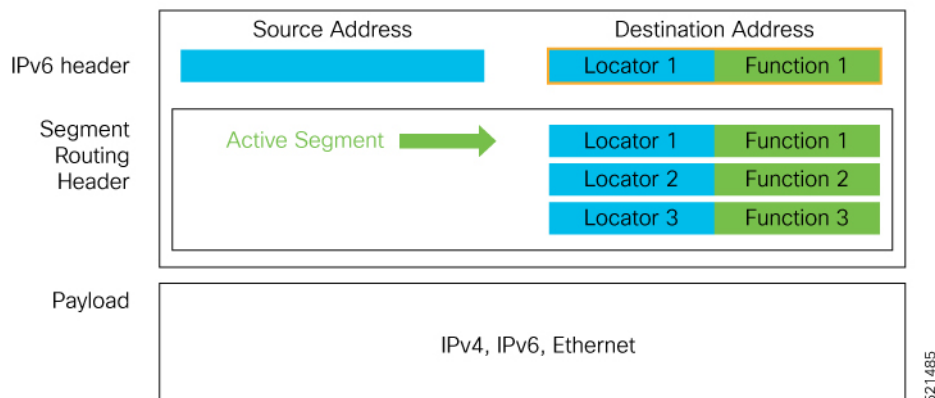 Source Address
Destination Address
IPv6 header
Locator 1
Function 1
Segment
Routing
Header
Active Segment
Locator 1
Function 1
Locator 2
Function 2
Locator 3
Function 3
Payload
IPv4, IPv6, Ethernet
521485